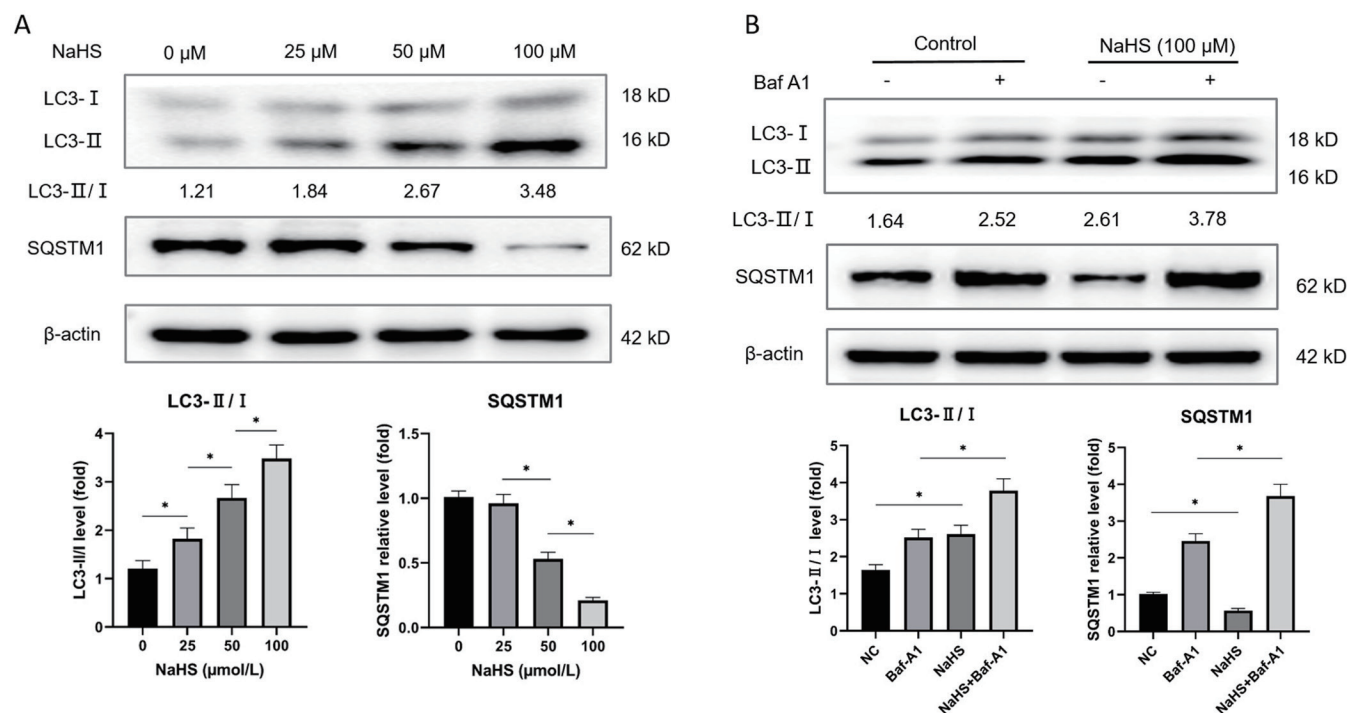 A
NaHS 0 μM 25 μM 50 μM 100 μM
LC3-Ⅰ 18 kD
LC3-Ⅱ 16 kD
LC3-Ⅱ/Ⅰ 1.21 1.84 2.67 3.48
SQSTM1 62 kD
β-actin 42 kD
LC3-Ⅱ/Ⅰ
LC3-II/I level (fold)
4
3
2
1
0
0 25 50 100
NaHS (μmol/L)
* * *
SQSTM1
SQSTM1 relative level (fold)
1.5
1.0
0.5
0.0
0 25 50 100
NaHS (μmol/L)
* *
B
Control NaHS (100 μM)
Baf A1 - + - +
LC3-Ⅰ 18 kD
LC3-Ⅱ 16 kD
LC3-Ⅱ/Ⅰ 1.64 2.52 2.61 3.78
SQSTM1 62 kD
β-actin 42 kD
LC3-Ⅱ/Ⅰ
LC3-Ⅱ/Ⅰ level (fold)
5
4
3
2
1
0
NC Baf-A1 NaHS NaHS+Baf-A1
* *
SQSTM1
SQSTM1 relative level (fold)
5
4
3
2
1
0
NC Baf-A1 NaHS NaHS+Baf-A1
* * *